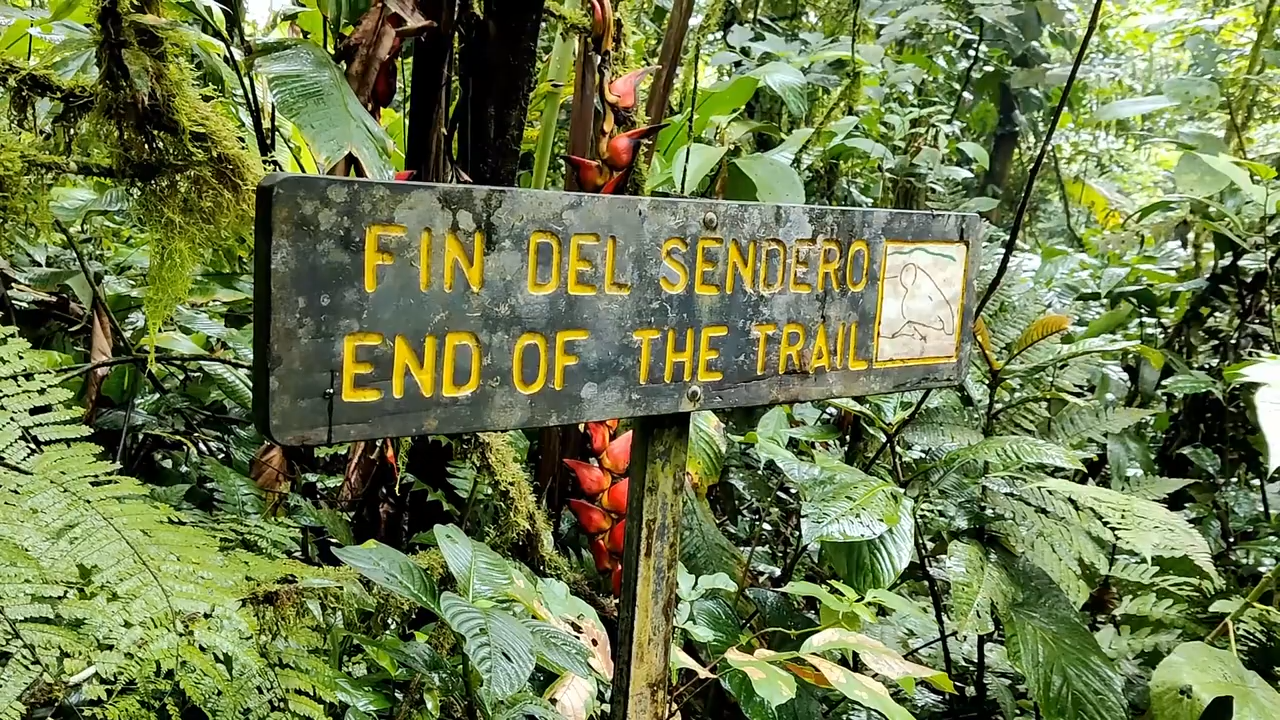 FIN DEL SENDERO
END OF THE TRAIL